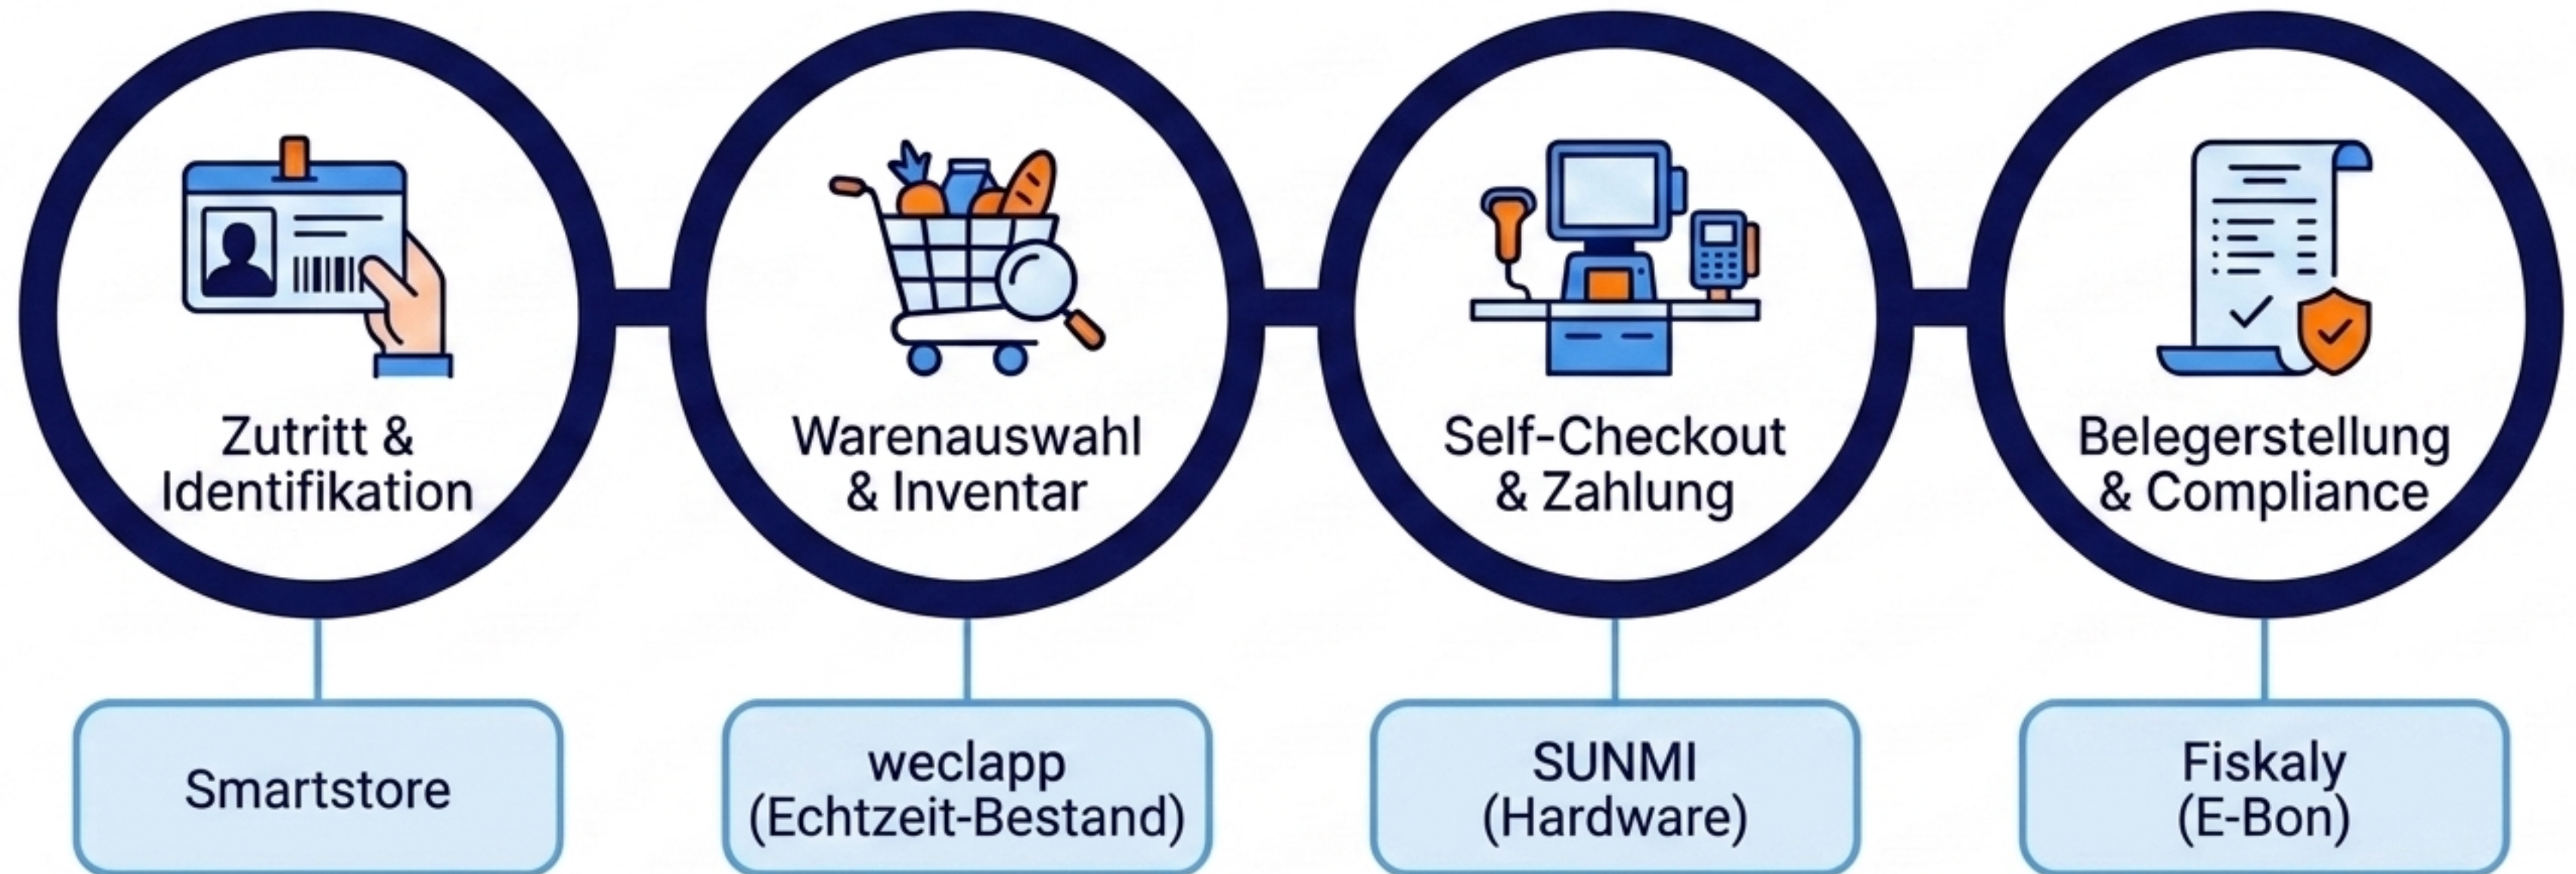 Zutritt &
Identifikation
Warenauswahl
& Inventar
Self-Checkout
& Zahlung
Belegerstellung
& Compliance
Smartstore
weclapp
(Echtzeit-Bestand)
SUNMI
(Hardware)
Fiskaly
(E-Bon)